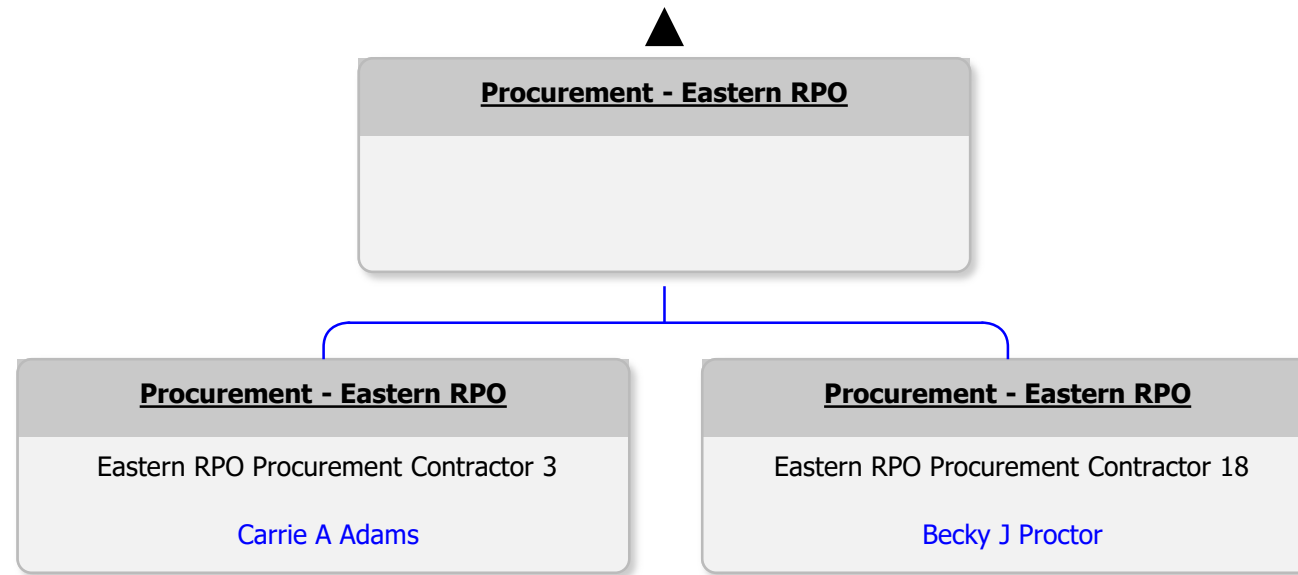 Procurement - Eastern RPO
Procurement - Eastern RPO
Eastern RPO Procurement Contractor 3
Carrie A Adams
Procurement - Eastern RPO
Eastern RPO Procurement Contractor 18
Becky J Proctor